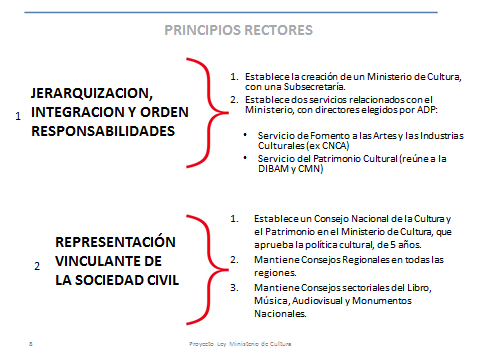 PRINCIPIOS RECTORES
1
JERARQUIZACION,
INTEGRACION Y ORDEN
RESPONSABILIDADES
1. Establece la creación de un Ministerio de Cultura,
con una Subsecretaría.
2. Establece dos servicios relacionados con el
Ministerio, con directores elegidos por ADP:
• Servicio de Fomento a las Artes y las Industrias
Culturales (ex CNCA)
• Servicio del Patrimonio Cultural (reúne a la
DIBAM y CMN)
2
REPRESENTACIÓN
VINCULANTE DE
LA SOCIEDAD CIVIL
1. Establece un Consejo Nacional de la Cultura y
el Patrimonio en el Ministerio de Cultura, que
aprueba la política cultural, de 5 años.
2. Mantiene Consejos Regionales en todas las
regiones.
3. Mantiene Consejos sectoriales del Libro,
Música, Audiovisual y Monumentos
Nacionales.
8 Proyecto Ley Ministerio de Cultura